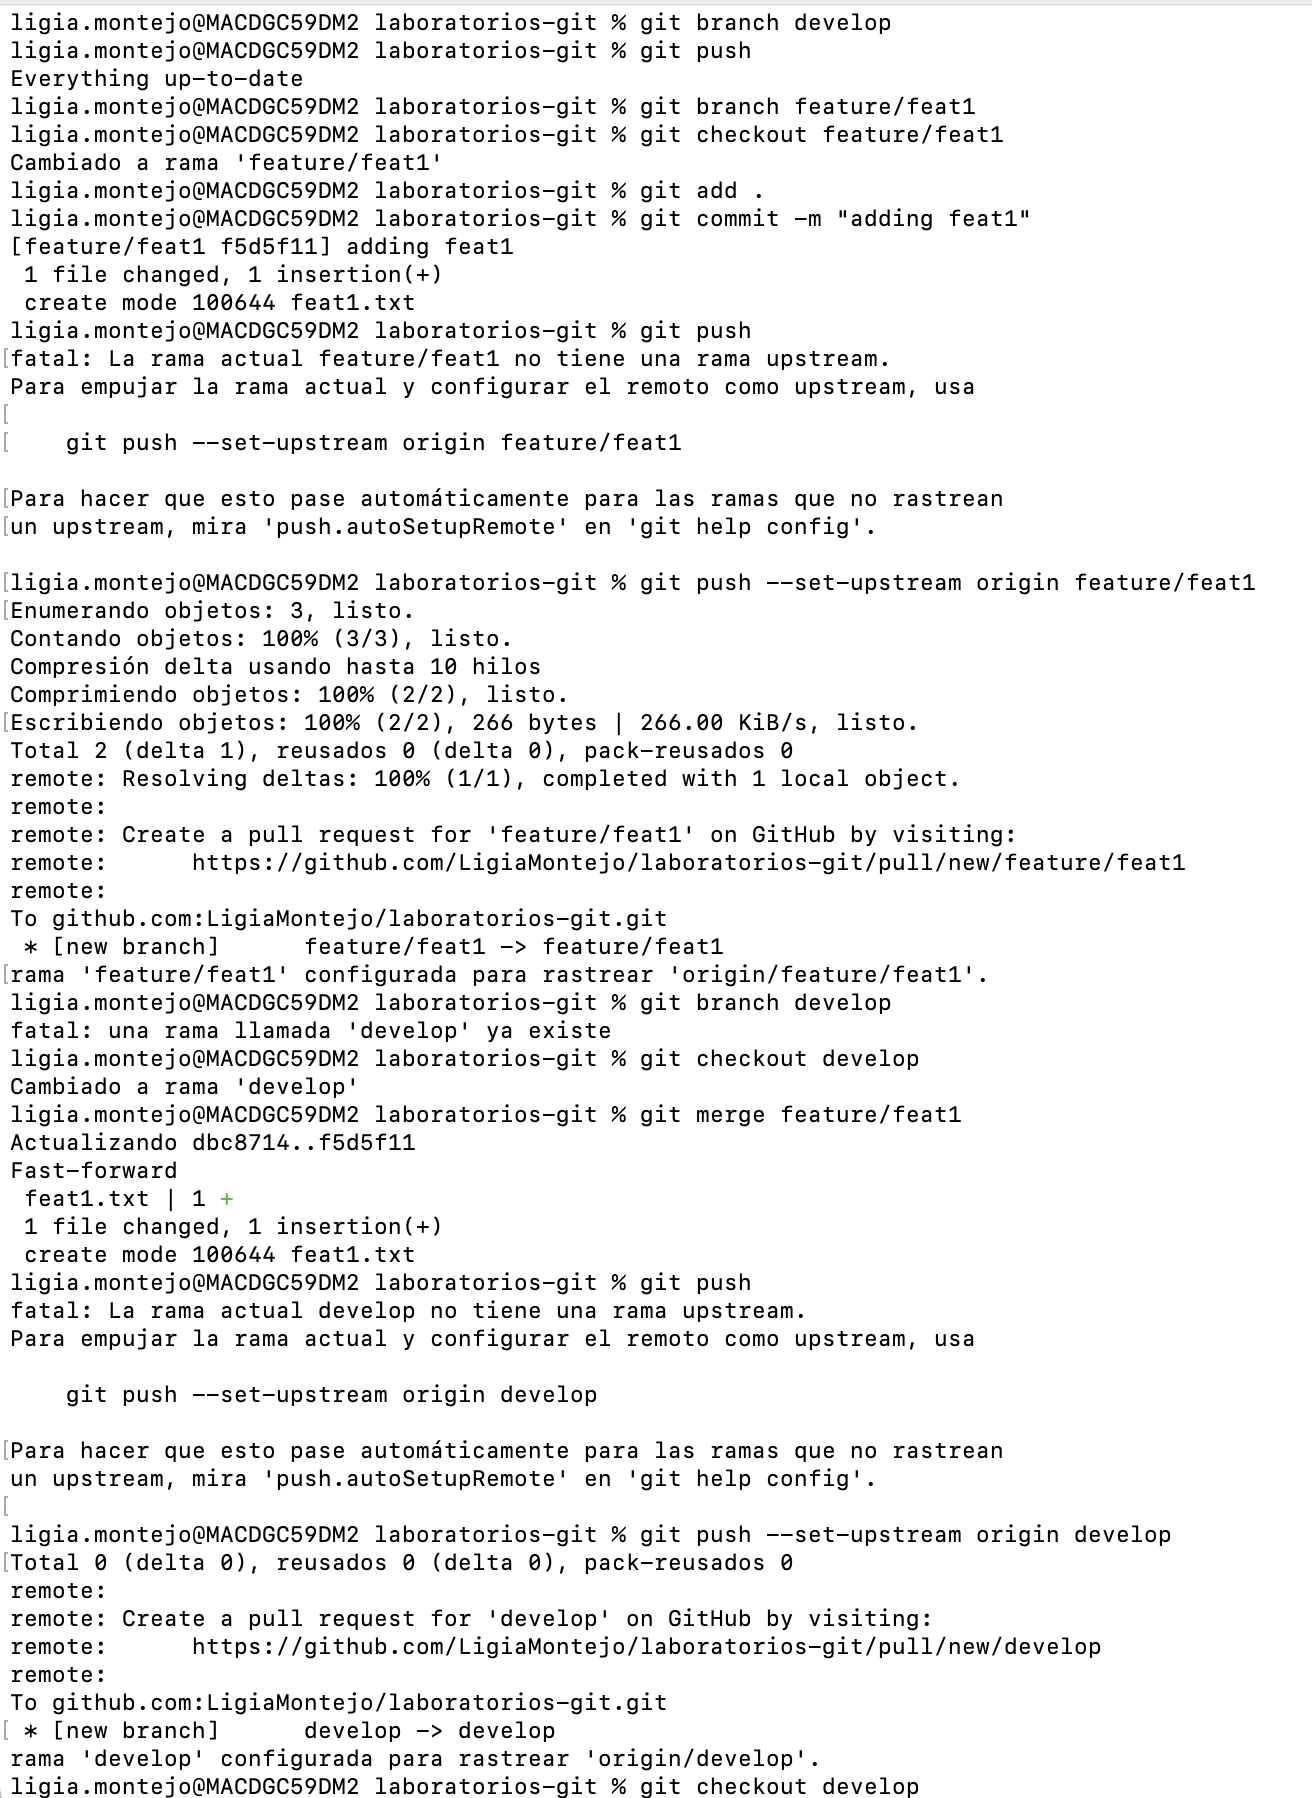 ligia.montejo@MACDGC59DM2 laboratorios-git % git branch develop
ligia.montejo@MACDGC59DM2 laboratorios-git % git push
Everything up-to-date
ligia.montejo@MACDGC59DM2 laboratorios-git % git branch feature/feat1
ligia.montejo@MACDGC59DM2 laboratorios-git % git checkout feature/feat1
Cambiado a rama 'feature/feat1'
ligia.montejo@MACDGC59DM2 laboratorios-git % git add .
ligia.montejo@MACDGC59DM2 laboratorios-git % git commit -m "adding feat1"
[feature/feat1 f5d5f11] adding feat1
 1 file changed, 1 insertion(+)
 create mode 100644 feat1.txt
ligia.montejo@MACDGC59DM2 laboratorios-git % git push
[fatal: La rama actual feature/feat1 no tiene una rama upstream.
Para empujar la rama actual y configurar el remoto como upstream, usa
[
[    git push --set-upstream origin feature/feat1

[Para hacer que esto pase automáticamente para las ramas que no rastrean
[un upstream, mira 'push.autoSetupRemote' en 'git help config'.

[ligia.montejo@MACDGC59DM2 laboratorios-git % git push --set-upstream origin feature/feat1
[Enumerando objetos: 3, listo.
Contando objetos: 100% (3/3), listo.
Compresión delta usando hasta 10 hilos
Comprimiendo objetos: 100% (2/2), listo.
[Escribiendo objetos: 100% (2/2), 266 bytes | 266.00 KiB/s, listo.
Total 2 (delta 1), reusados 0 (delta 0), pack-reusados 0
remote: Resolving deltas: 100% (1/1), completed with 1 local object.
remote:
remote: Create a pull request for 'feature/feat1' on GitHub by visiting:
remote:      https://github.com/LigiaMontejo/laboratorios-git/pull/new/feature/feat1
remote:
To github.com:LigiaMontejo/laboratorios-git.git
 * [new branch]      feature/feat1 -> feature/feat1
[rama 'feature/feat1' configurada para rastrear 'origin/feature/feat1'.
ligia.montejo@MACDGC59DM2 laboratorios-git % git branch develop
fatal: una rama llamada 'develop' ya existe
ligia.montejo@MACDGC59DM2 laboratorios-git % git checkout develop
Cambiado a rama 'develop'
ligia.montejo@MACDGC59DM2 laboratorios-git % git merge feature/feat1
Actualizando dbc8714..f5d5f11
Fast-forward
 feat1.txt | 1 +
 1 file changed, 1 insertion(+)
 create mode 100644 feat1.txt
ligia.montejo@MACDGC59DM2 laboratorios-git % git push
fatal: La rama actual develop no tiene una rama upstream.
Para empujar la rama actual y configurar el remoto como upstream, usa

    git push --set-upstream origin develop

[Para hacer que esto pase automáticamente para las ramas que no rastrean
un upstream, mira 'push.autoSetupRemote' en 'git help config'.
[
ligia.montejo@MACDGC59DM2 laboratorios-git % git push --set-upstream origin develop
[Total 0 (delta 0), reusados 0 (delta 0), pack-reusados 0
remote:
remote: Create a pull request for 'develop' on GitHub by visiting:
remote:      https://github.com/LigiaMontejo/laboratorios-git/pull/new/develop
remote:
To github.com:LigiaMontejo/laboratorios-git.git
[ * [new branch]      develop -> develop
rama 'develop' configurada para rastrear 'origin/develop'.
ligia.montejo@MACDGC59DM2 laboratorios-git % git checkout develop